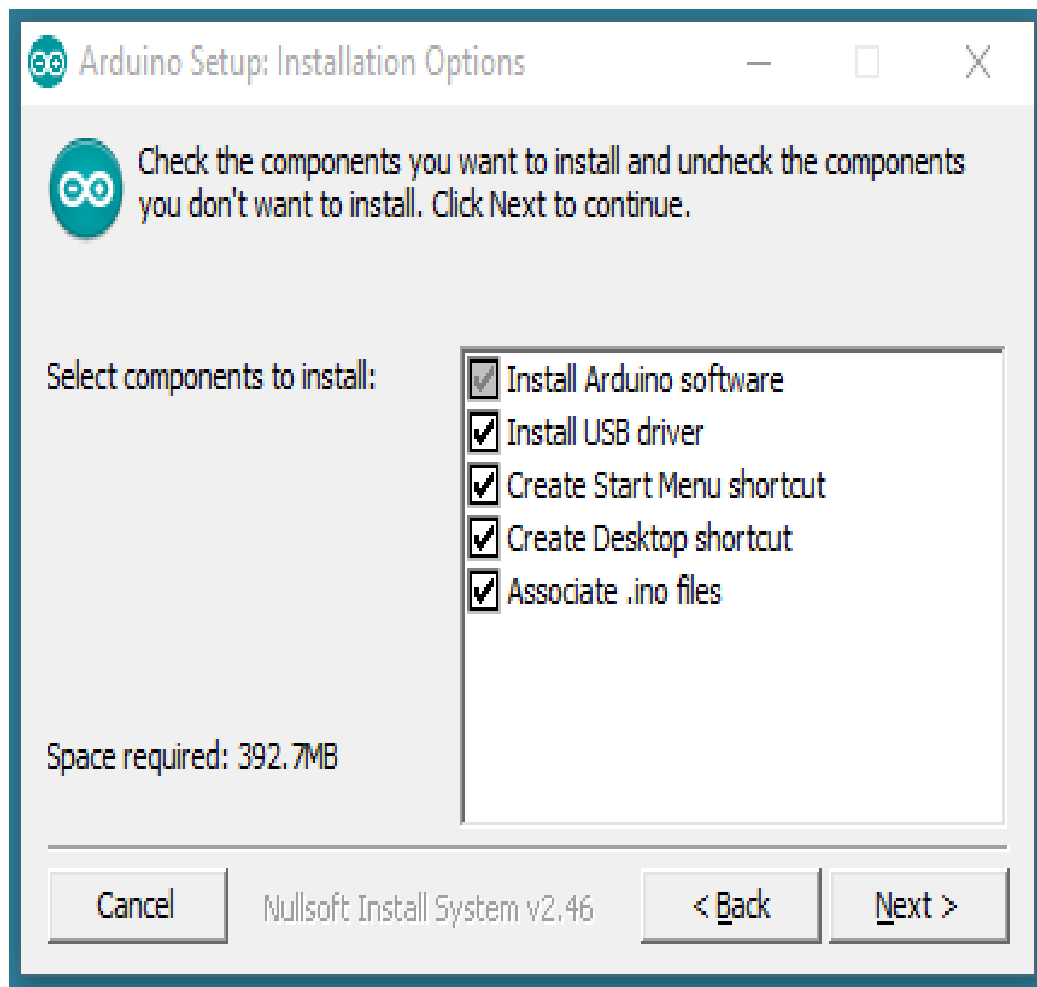 Arduino Setup: Installation Options
Check the components you want to install and uncheck the components
you don't want to install. Click Next to continue.
Select components to install:
Install Arduino software
Install USB driver
Create Start Menu shortcut
Create Desktop shortcut
Associate .ino files
Space required: 392.7MB
Cancel
Nullsoft Install System v2.46
< Back
Next >